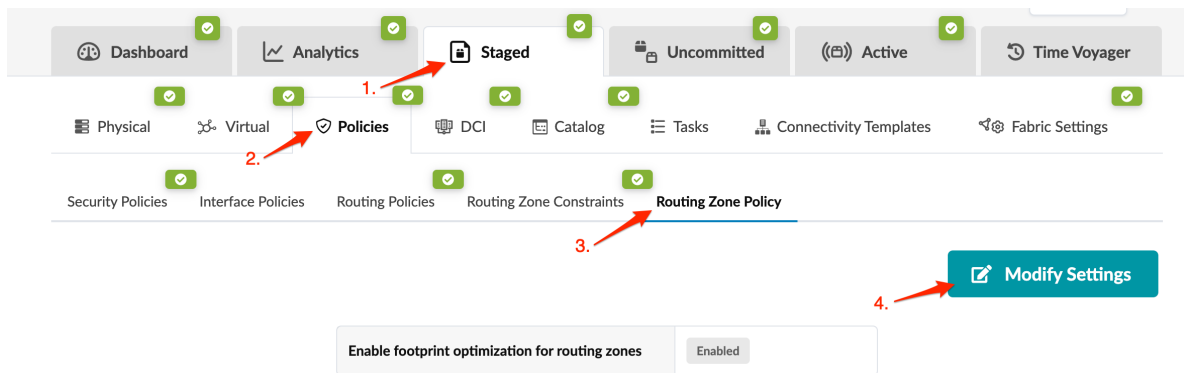 Dashboard Analytics Staged Uncommitted Active Time Voyager
1.
Physical Virtual Policies DCI Catalog Tasks Connectivity Templates Fabric Settings
2.
Security Policies Interface Policies Routing Policies Routing Zone Constraints Routing Zone Policy
3.
Modify Settings
4.
Enable footprint optimization for routing zones Enabled